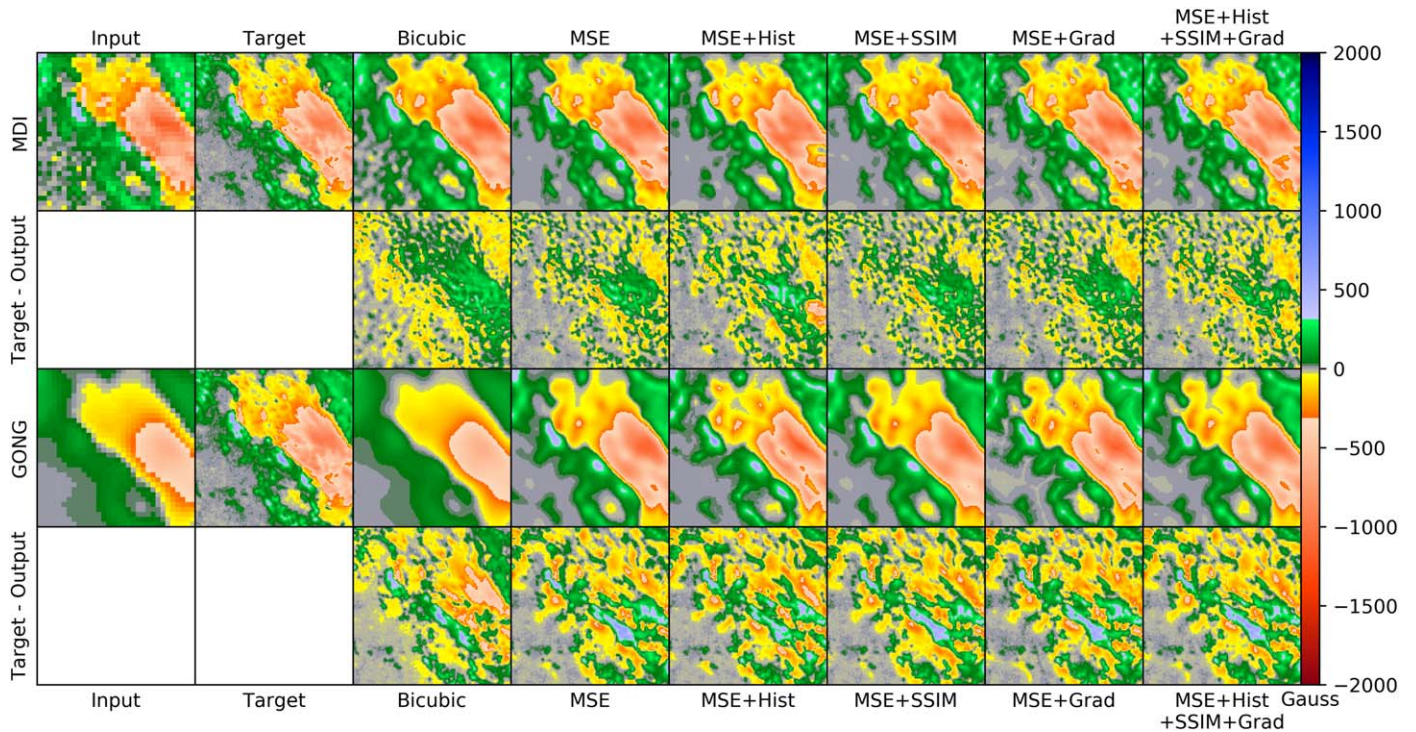 Input
Target
Bicubic
MSE
MSE+Hist
MSE+SSIM
MSE+Grad
MSE+Hist
+SSIM+Grad
MDI
Target - Output
GONG
Target - Output
2000
1500
1000
500
0
−500
−1000
−1500
−2000
Input
Target
Bicubic
MSE
MSE+Hist
MSE+SSIM
MSE+Grad
MSE+Hist
+SSIM+Grad
Gauss